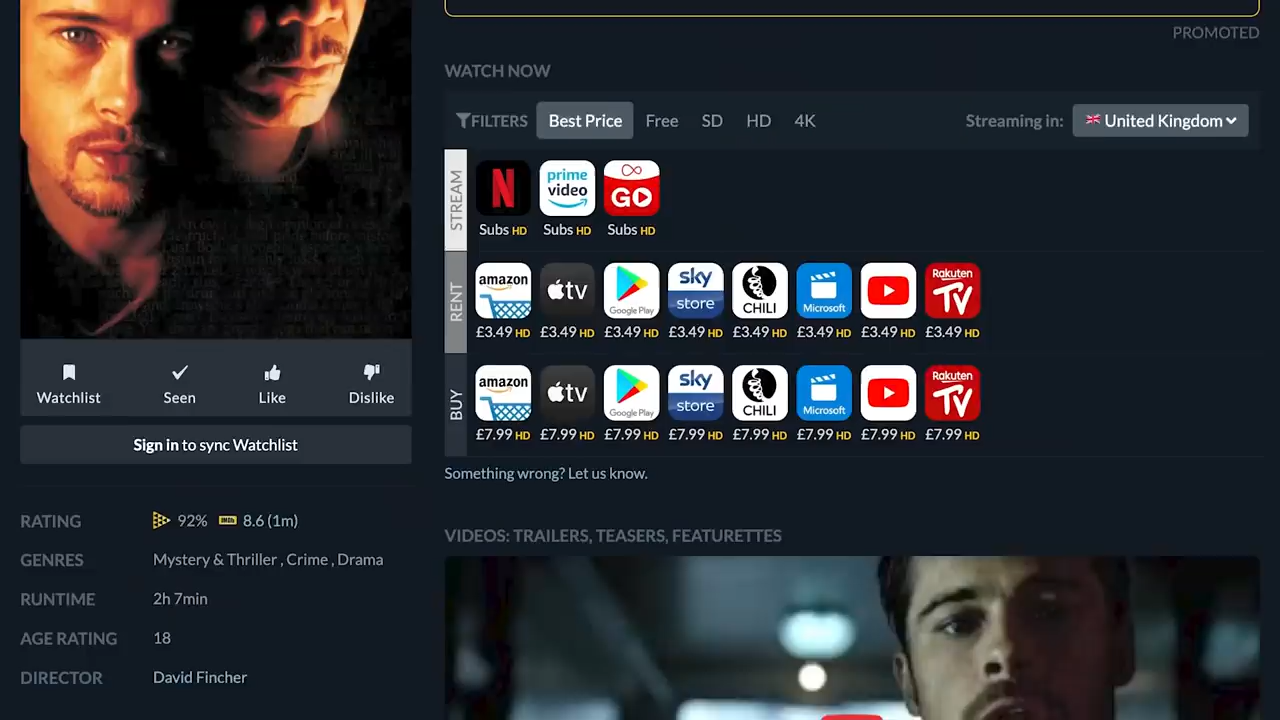 PROMOTED
WATCH NOW
FILTERS Best Price Free SD HD 4K Streaming in: United Kingdom
STREAM
N prime video GO
Subs HD Subs HD Subs HD
RENT
amazon tv Google Play sky store CHILI Microsoft Rakuten TV
£3.49 HD £3.49 HD £3.49 HD £3.49 HD £3.49 HD £3.49 HD £3.49 HD £3.49 HD
BUY
amazon tv Google Play sky store CHILI Microsoft Rakuten TV
£7.99 HD £7.99 HD £7.99 HD £7.99 HD £7.99 HD £7.99 HD £7.99 HD £7.99 HD
Something wrong? Let us know.
VIDEOS: TRAILERS, TEASERS, FEATURETTES
Watchlist Seen Like Dislike
Sign in to sync Watchlist
RATING 92% IMDb 8.6 (1m)
GENRES Mystery & Thriller , Crime , Drama
RUNTIME 2h 7min
AGE RATING 18
DIRECTOR David Fincher